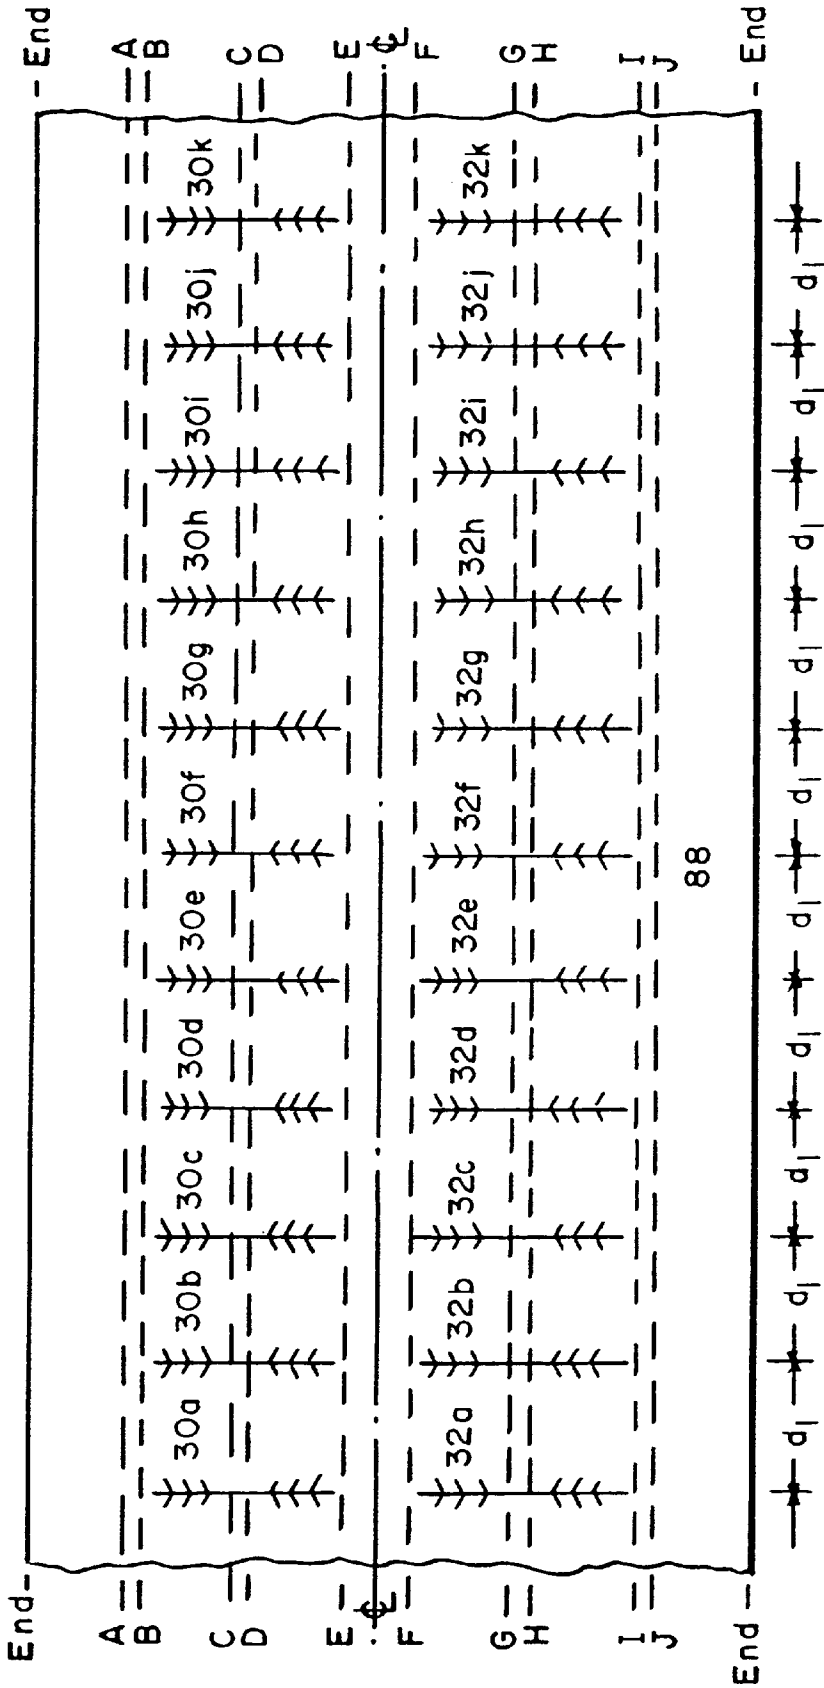 End End
A A
B B
30a 30b 30c 30d 30e 30f 30g 30h 30i 30j 30k
C C
D D
E E
℄ ℄
F F
32a 32b 32c 32d 32e 32f 32g 32h 32i 32j 32k
G G
H H
I I
J J
88
End End
d₁ d₁ d₁ d₁ d₁ d₁ d₁ d₁ d₁ d₁